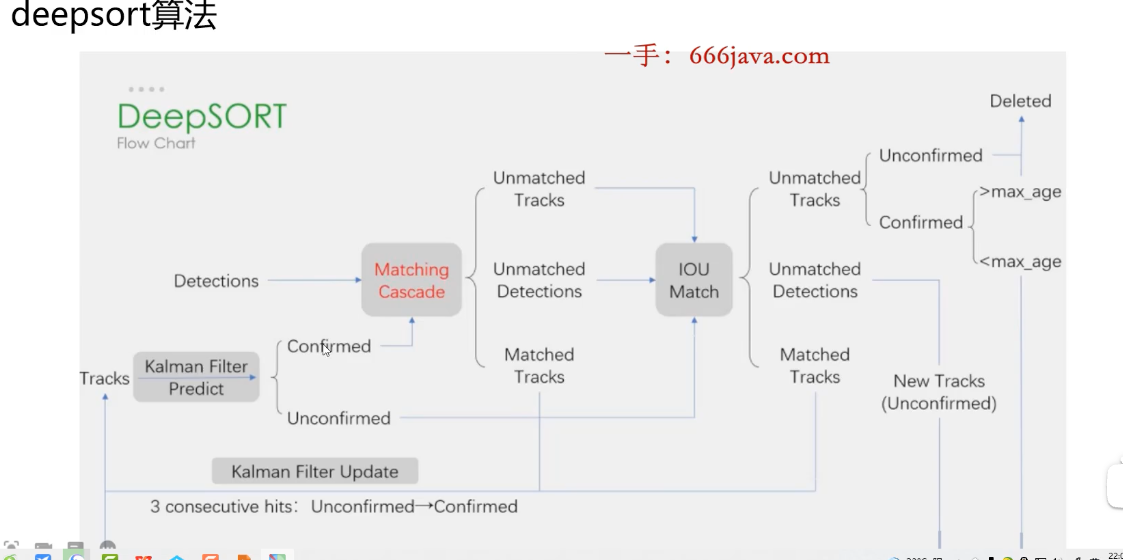 deepsort算法
一手：666java.com
DeepSORT
Flow Chart
Deleted
Unconfirmed
Unmatched
Tracks
Unmatched
Tracks
>max_age
Confirmed
<max_age
Detections
Matching
Cascade
Unmatched
Detections
IOU
Match
Unmatched
Detections
Confirmed
Tracks
Kalman Filter
Predict
Matched
Tracks
Matched
Tracks
New Tracks
(Unconfirmed)
Unconfirmed
Kalman Filter Update
3 consecutive hits：Unconfirmed→Confirmed